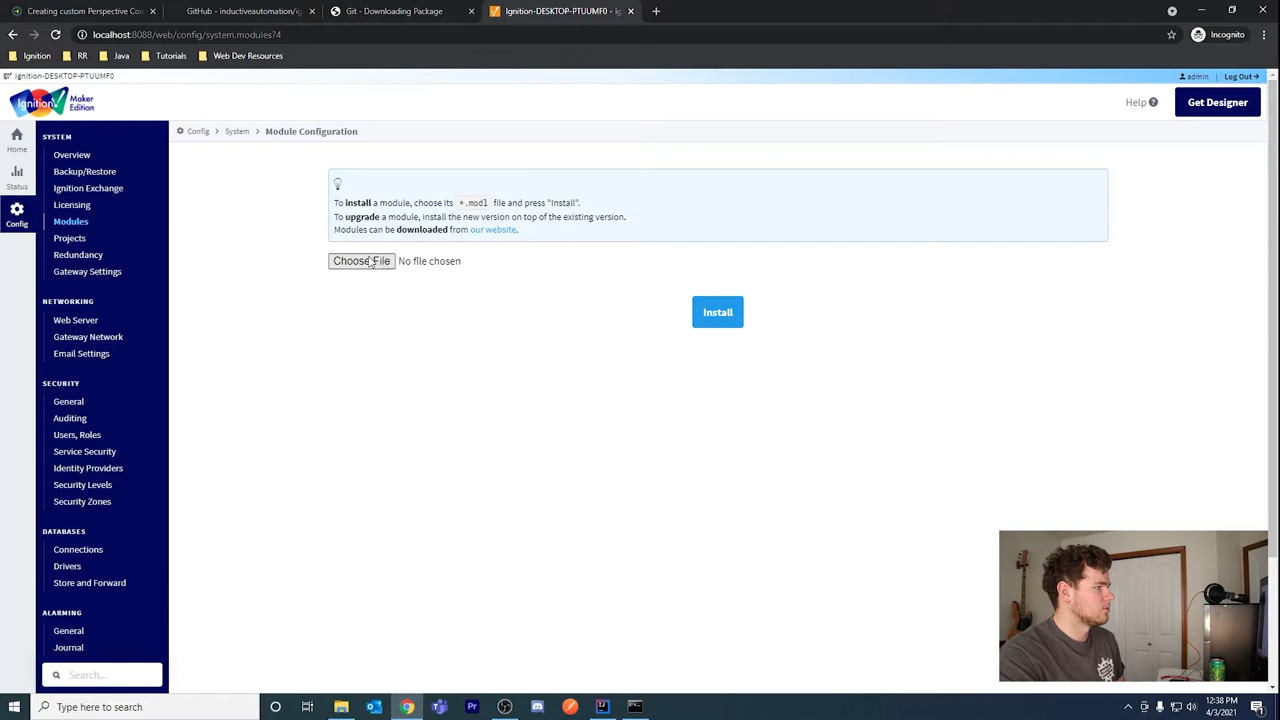 Creating custom Perspective Co
GitHub - inductiveautomation/i
Git - Downloading Package
Ignition-DESKTOP-PTUUMF0 - Ig
localhost:8088/web/config/system.modules?4
Incognito
Ignition
RR
Java
Tutorials
Web Dev Resources
Ignition-DESKTOP-PTUUMF0
admin
Log Out
Ignition Maker Edition
Help
Get Designer
Home
Status
Config
SYSTEM
Overview
Backup/Restore
Ignition Exchange
Licensing
Modules
Projects
Redundancy
Gateway Settings
NETWORKING
Web Server
Gateway Network
Email Settings
SECURITY
General
Auditing
Users, Roles
Service Security
Identity Providers
Security Levels
Security Zones
DATABASES
Connections
Drivers
Store and Forward
ALARMING
General
Journal
Search...
Config > System > Module Configuration
To install a module, choose its *.modl file and press "Install".
To upgrade a module, install the new version on top of the existing version.
Modules can be downloaded from our website.
Choose File No file chosen
Install
Type here to search
12:38 PM
4/3/2021